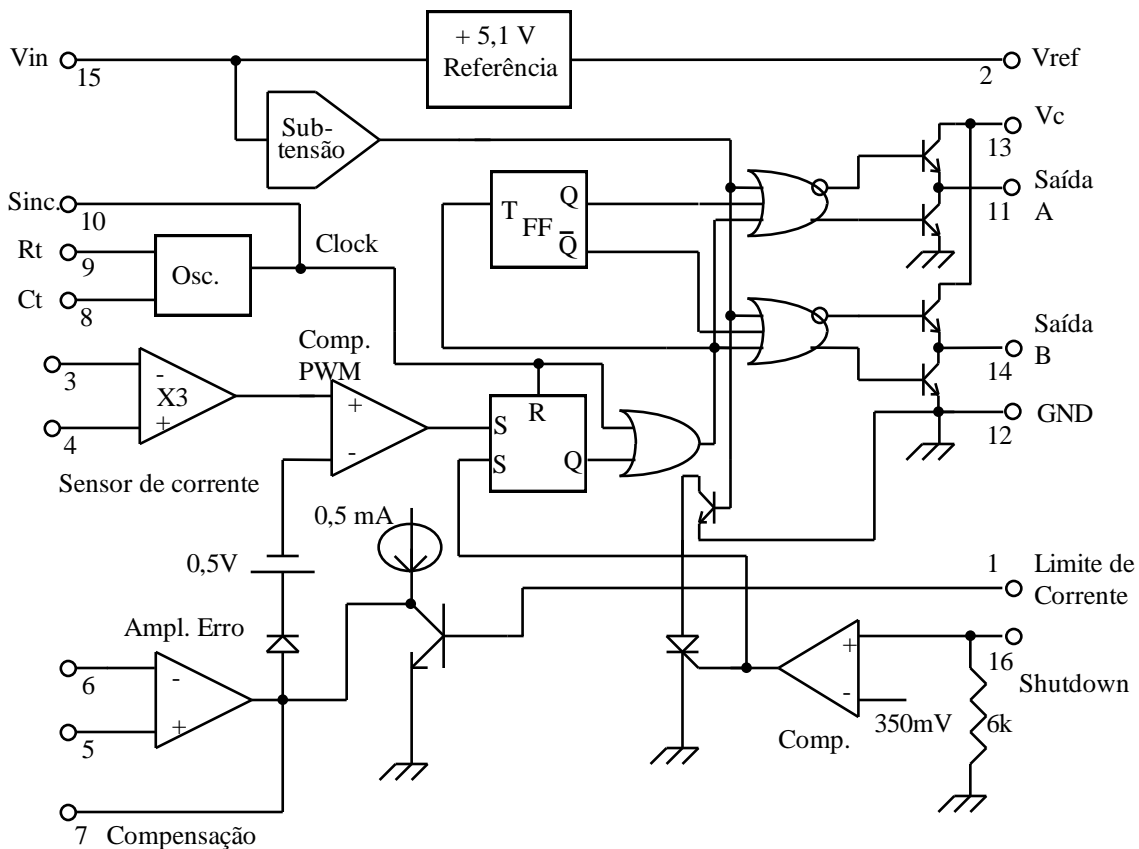 + 5,1 V
Referência
Vin
15
2
Vref
Sub-
tensão
Vc
13
Saída
A
11
Sinc.
10
T
FF
Q
Q̅
Rt
9
Ct
8
Osc.
Clock
Comp.
PWM
Saída
B
14
3
4
-
X3
+
+
-
R
S
S
Q
GND
12
Sensor de corrente
0,5 mA
0,5V
1
Limite de
Corrente
Ampl. Erro
6
5
-
+
+
-
16
Shutdown
350mV
6k
Comp.
7
Compensação